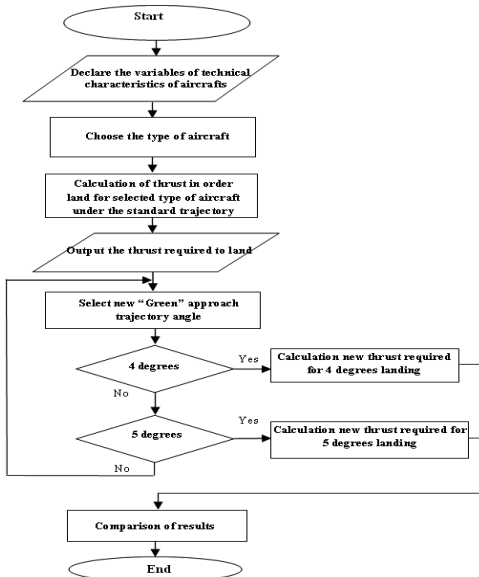 Start
Declare the variables of technical
characteristics of aircrafts
Choose the type of aircraft
Calculation of thrust in order
land for selected type of aircraft
under the standard trajectory
Output the thrust required to land
Select new “Green” approach
trajectory angle
4 degrees
Yes
Calculation new thrust required
for 4 degrees landing
No
5 degrees
Yes
Calculation new thrust required for
5 degrees landing
No
Comparison of results
End